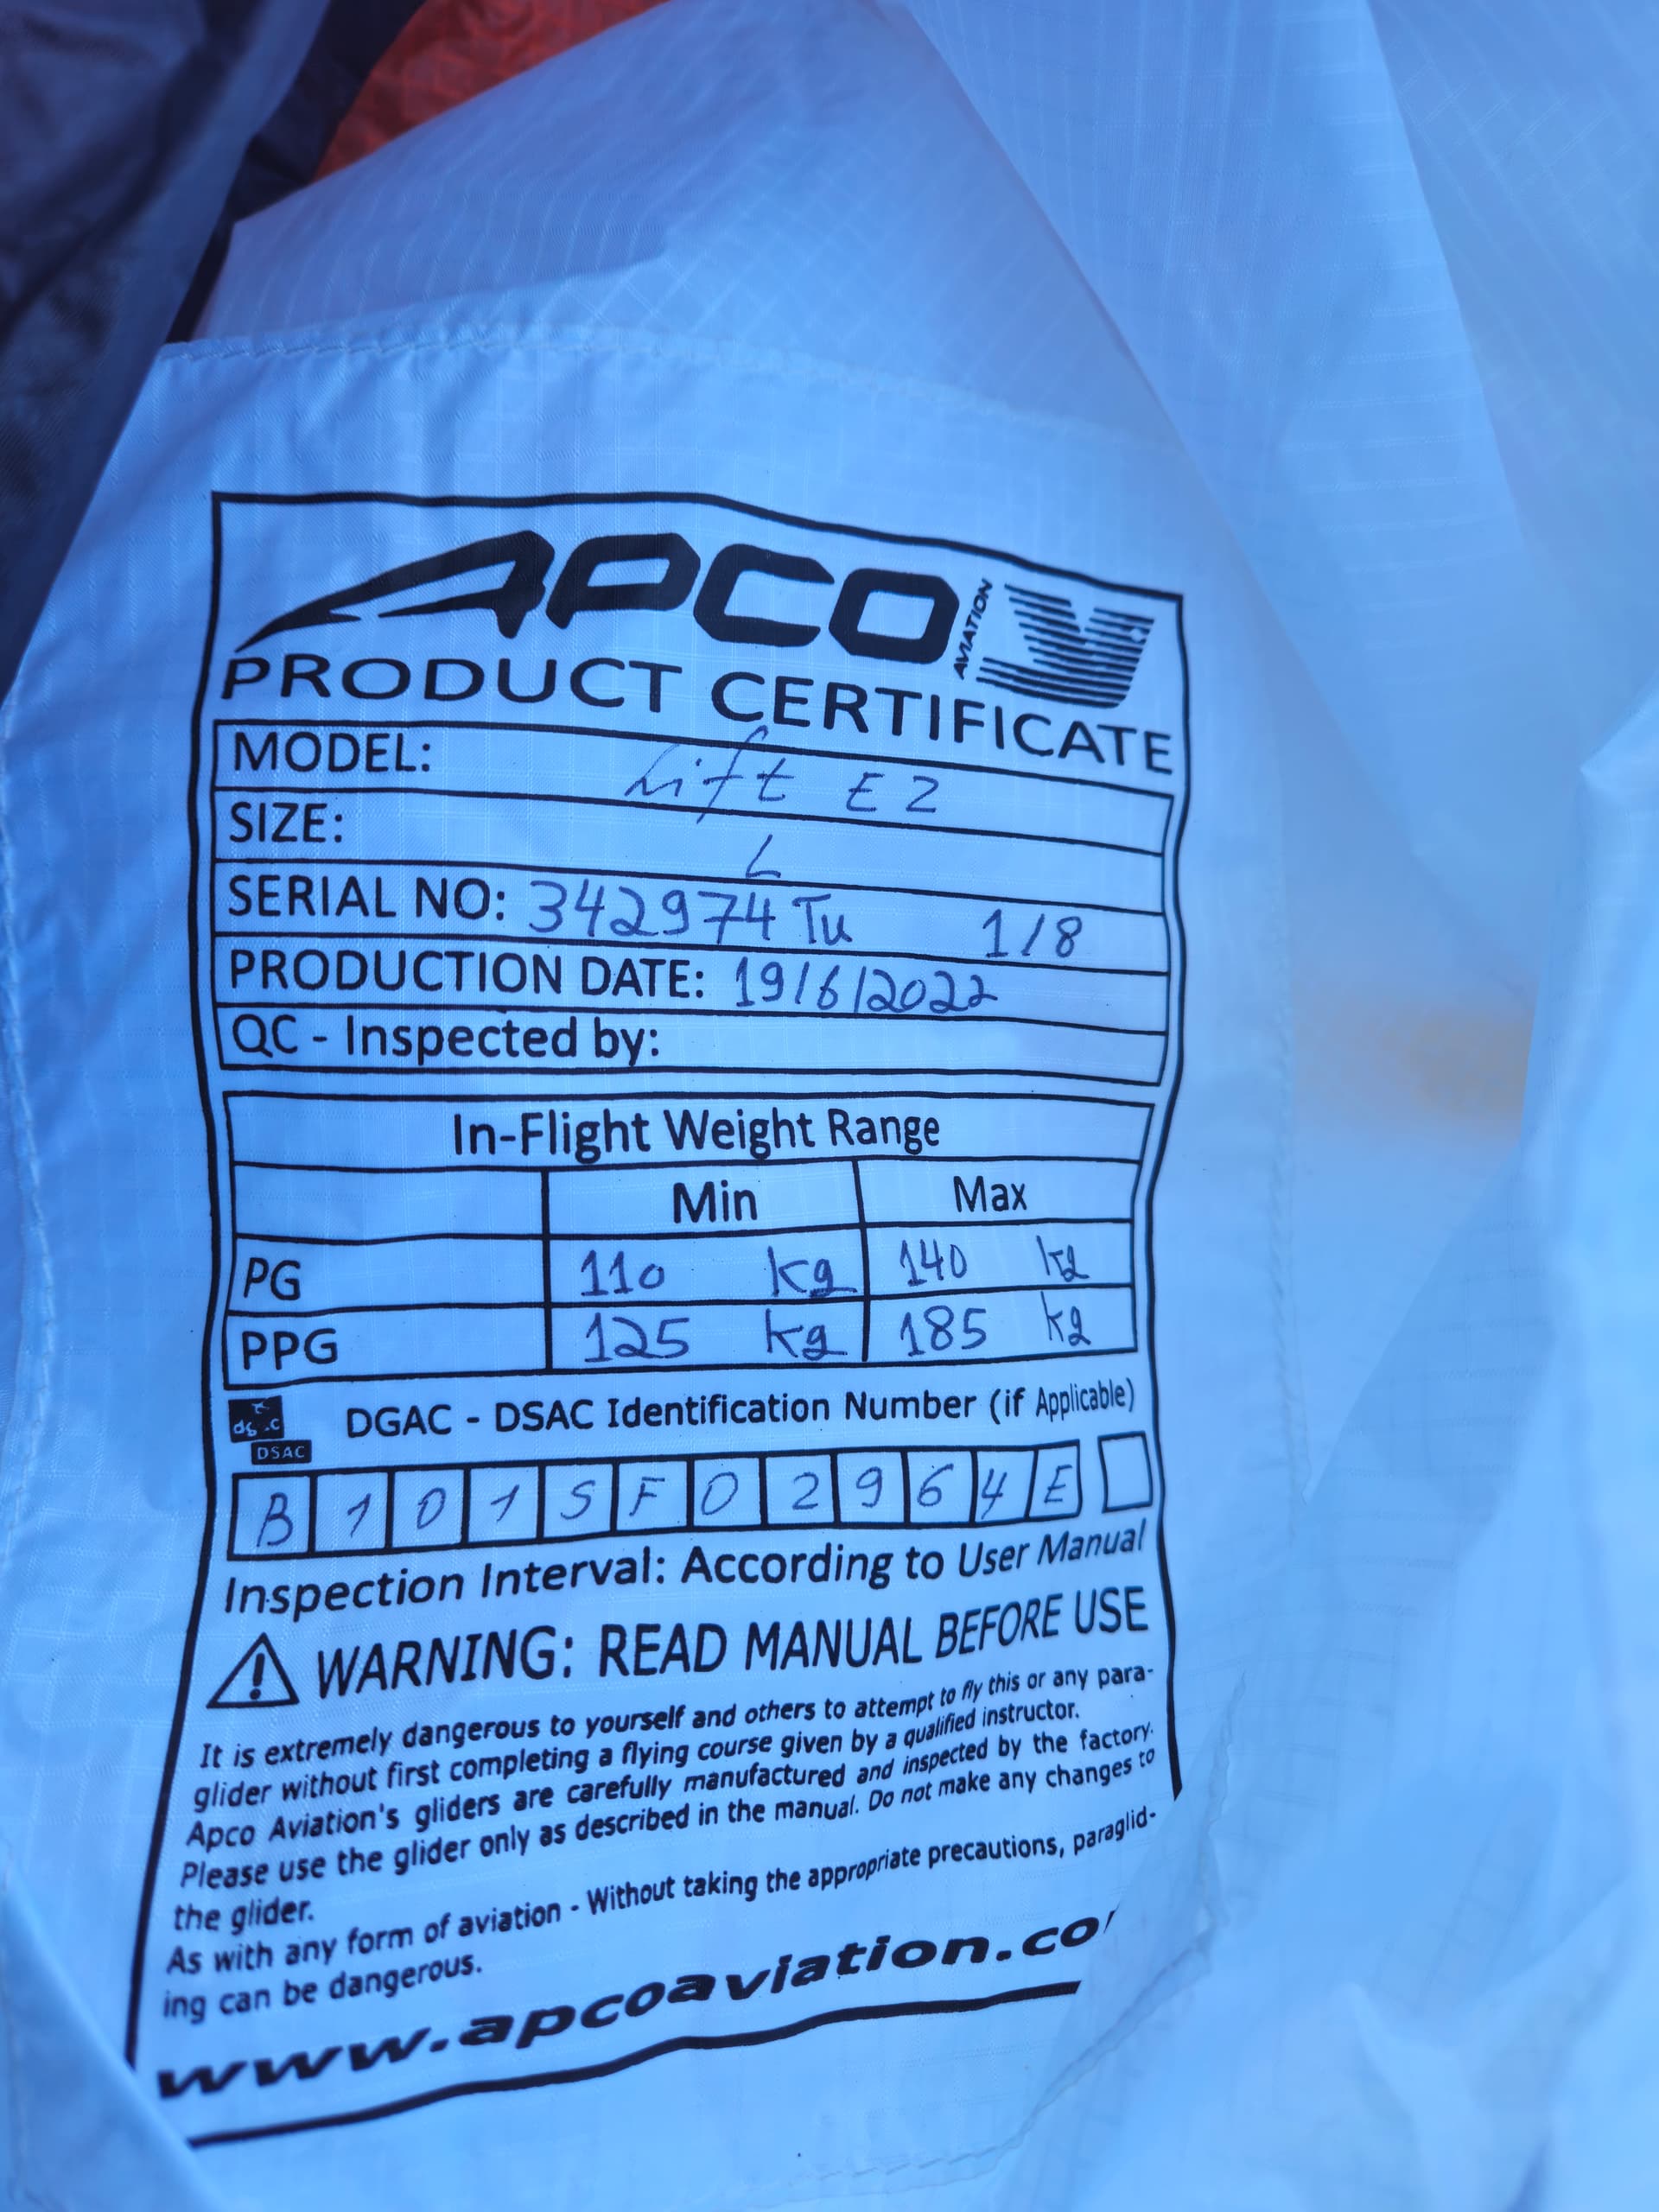 APCO AVIATION
PRODUCT CERTIFICATE
MODEL: Lift EZ
SIZE: L
SERIAL NO: 342974 Tu 1/8
PRODUCTION DATE: 19/6/2022
QC - Inspected by:
In-Flight Weight Range
Min Max
PG 110 kg 140 kg
PPG 125 kg 185 kg
DSAC DGAC - DSAC Identification Number (if Applicable)
B 1 0 1 S F 0 2 9 6 4 E
Inspection Interval: According to User Manual
WARNING: READ MANUAL BEFORE USE
It is extremely dangerous to yourself and others to attempt to fly this or any para-
glider without first completing a flying course given by a qualified instructor.
Apco Aviation's gliders are carefully manufactured and inspected by the factory.
Please use the glider only as described in the manual. Do not make any changes to
the glider.
As with any form of aviation - Without taking the appropriate precautions, paraglid-
ing can be dangerous.
www.apcoaviation.co